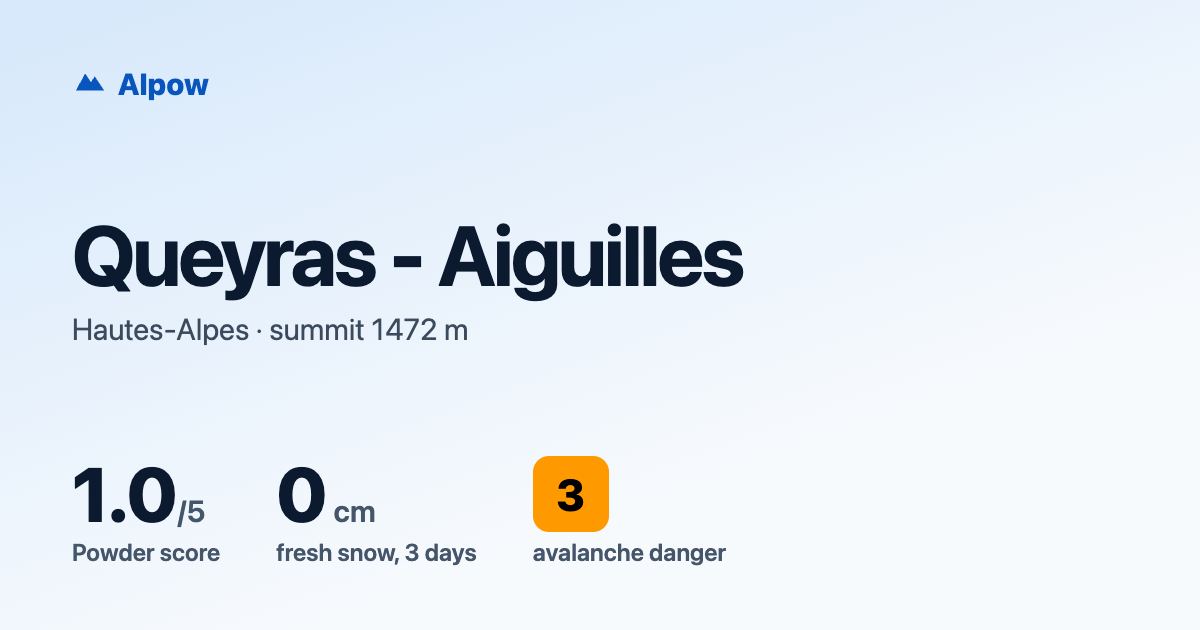 Alpow
Queyras - Aiguilles
Hautes-Alpes · summit 1472 m
1.0/5
0 cm
3
Powder score
fresh snow, 3 days
avalanche danger